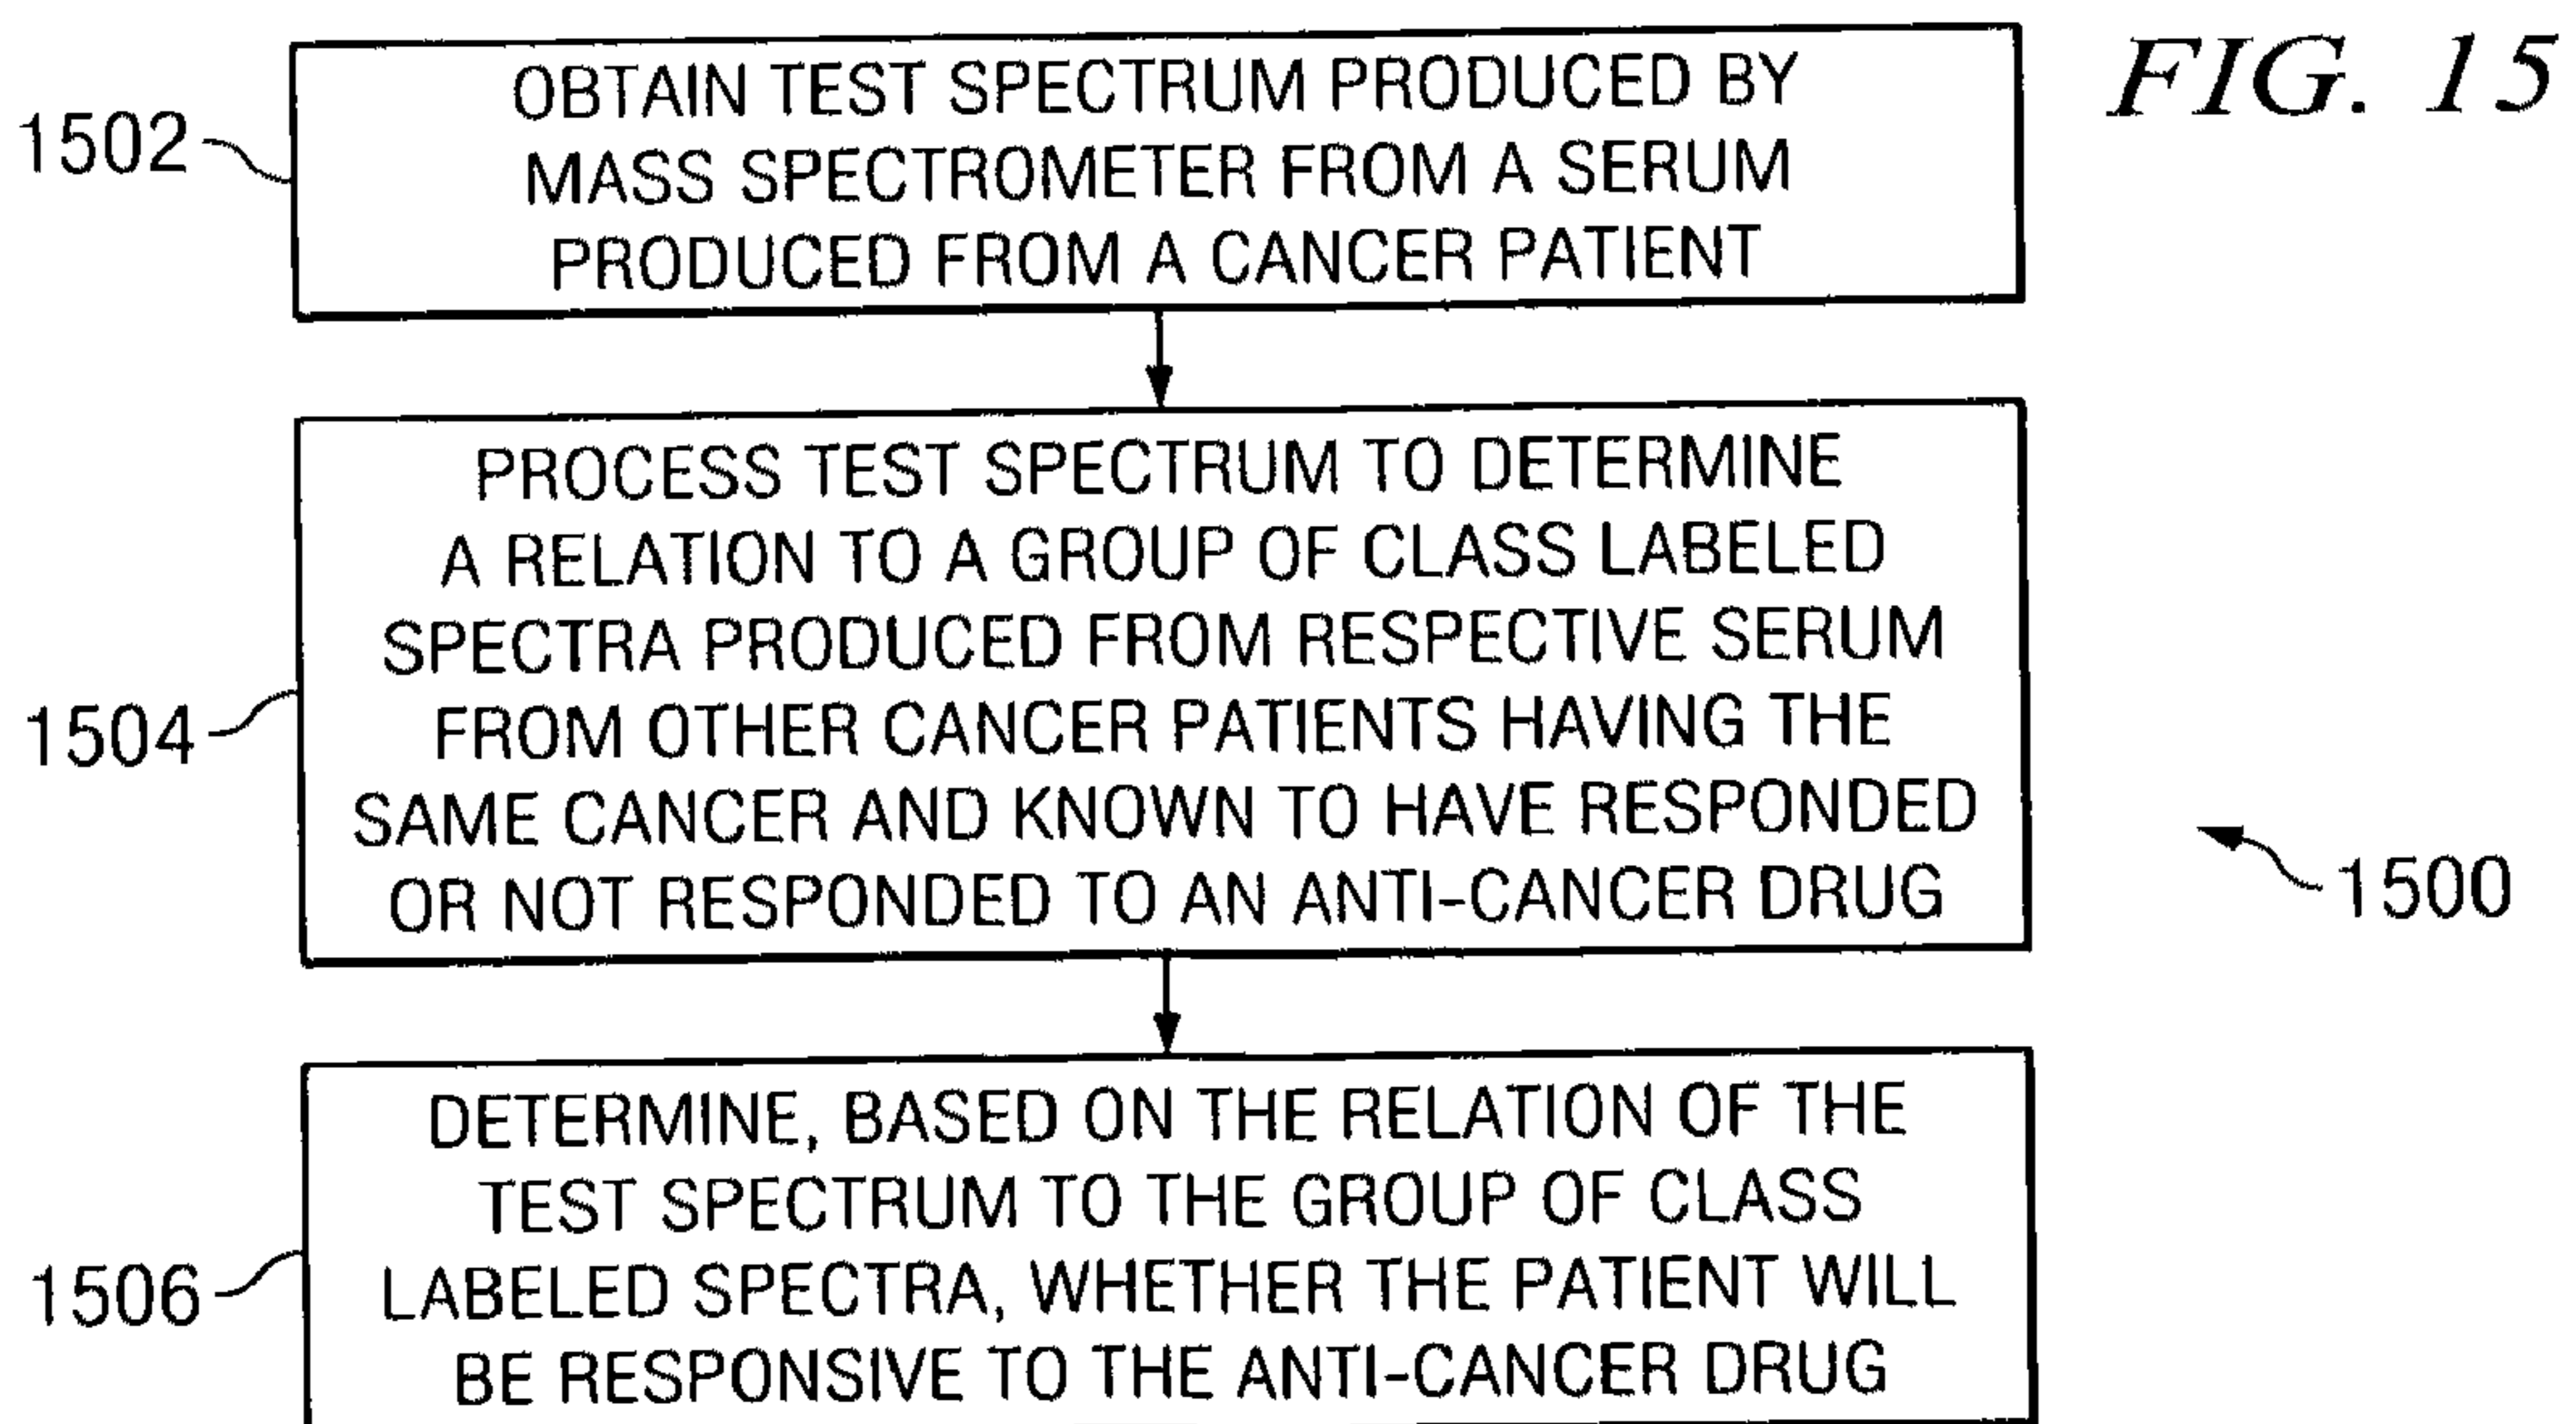 FIG. 15
1502
OBTAIN TEST SPECTRUM PRODUCED BY
MASS SPECTROMETER FROM A SERUM
PRODUCED FROM A CANCER PATIENT
1504
PROCESS TEST SPECTRUM TO DETERMINE
A RELATION TO A GROUP OF CLASS LABELED
SPECTRA PRODUCED FROM RESPECTIVE SERUM
FROM OTHER CANCER PATIENTS HAVING THE
SAME CANCER AND KNOWN TO HAVE RESPONDED
OR NOT RESPONDED TO AN ANTI-CANCER DRUG
1500
1506
DETERMINE, BASED ON THE RELATION OF THE
TEST SPECTRUM TO THE GROUP OF CLASS
LABELED SPECTRA, WHETHER THE PATIENT WILL
BE RESPONSIVE TO THE ANTI-CANCER DRUG